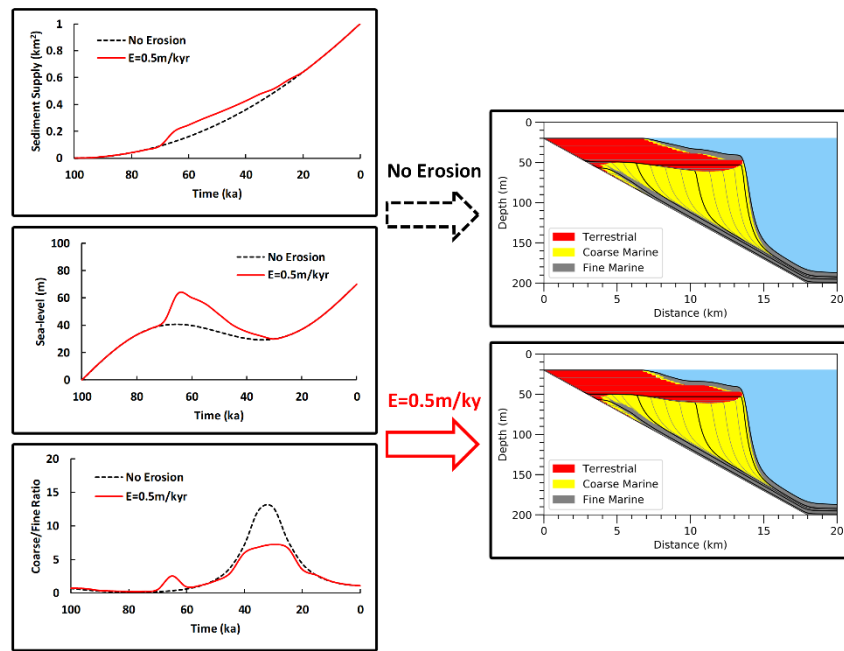 Sediment Supply (km²)
1
0.8
0.6
0.4
0.2
0
No Erosion
E=0.5m/kyr
100 80 60 40 20 0
Time (ka)
Sea-level (m)
100
80
60
40
20
0
No Erosion
E=0.5m/kyr
100 80 60 40 20 0
Time (ka)
Coarse/Fine Ratio
20
15
10
5
0
No Erosion
E=0.5m/kyr
100 80 60 40 20 0
Time (ka)
No Erosion
E=0.5m/ky
Depth (m)
0
50
100
150
200
Terrestrial
Coarse Marine
Fine Marine
0 5 10 15 20
Distance (km)
Depth (m)
0
50
100
150
200
Terrestrial
Coarse Marine
Fine Marine
0 5 10 15 20
Distance (km)